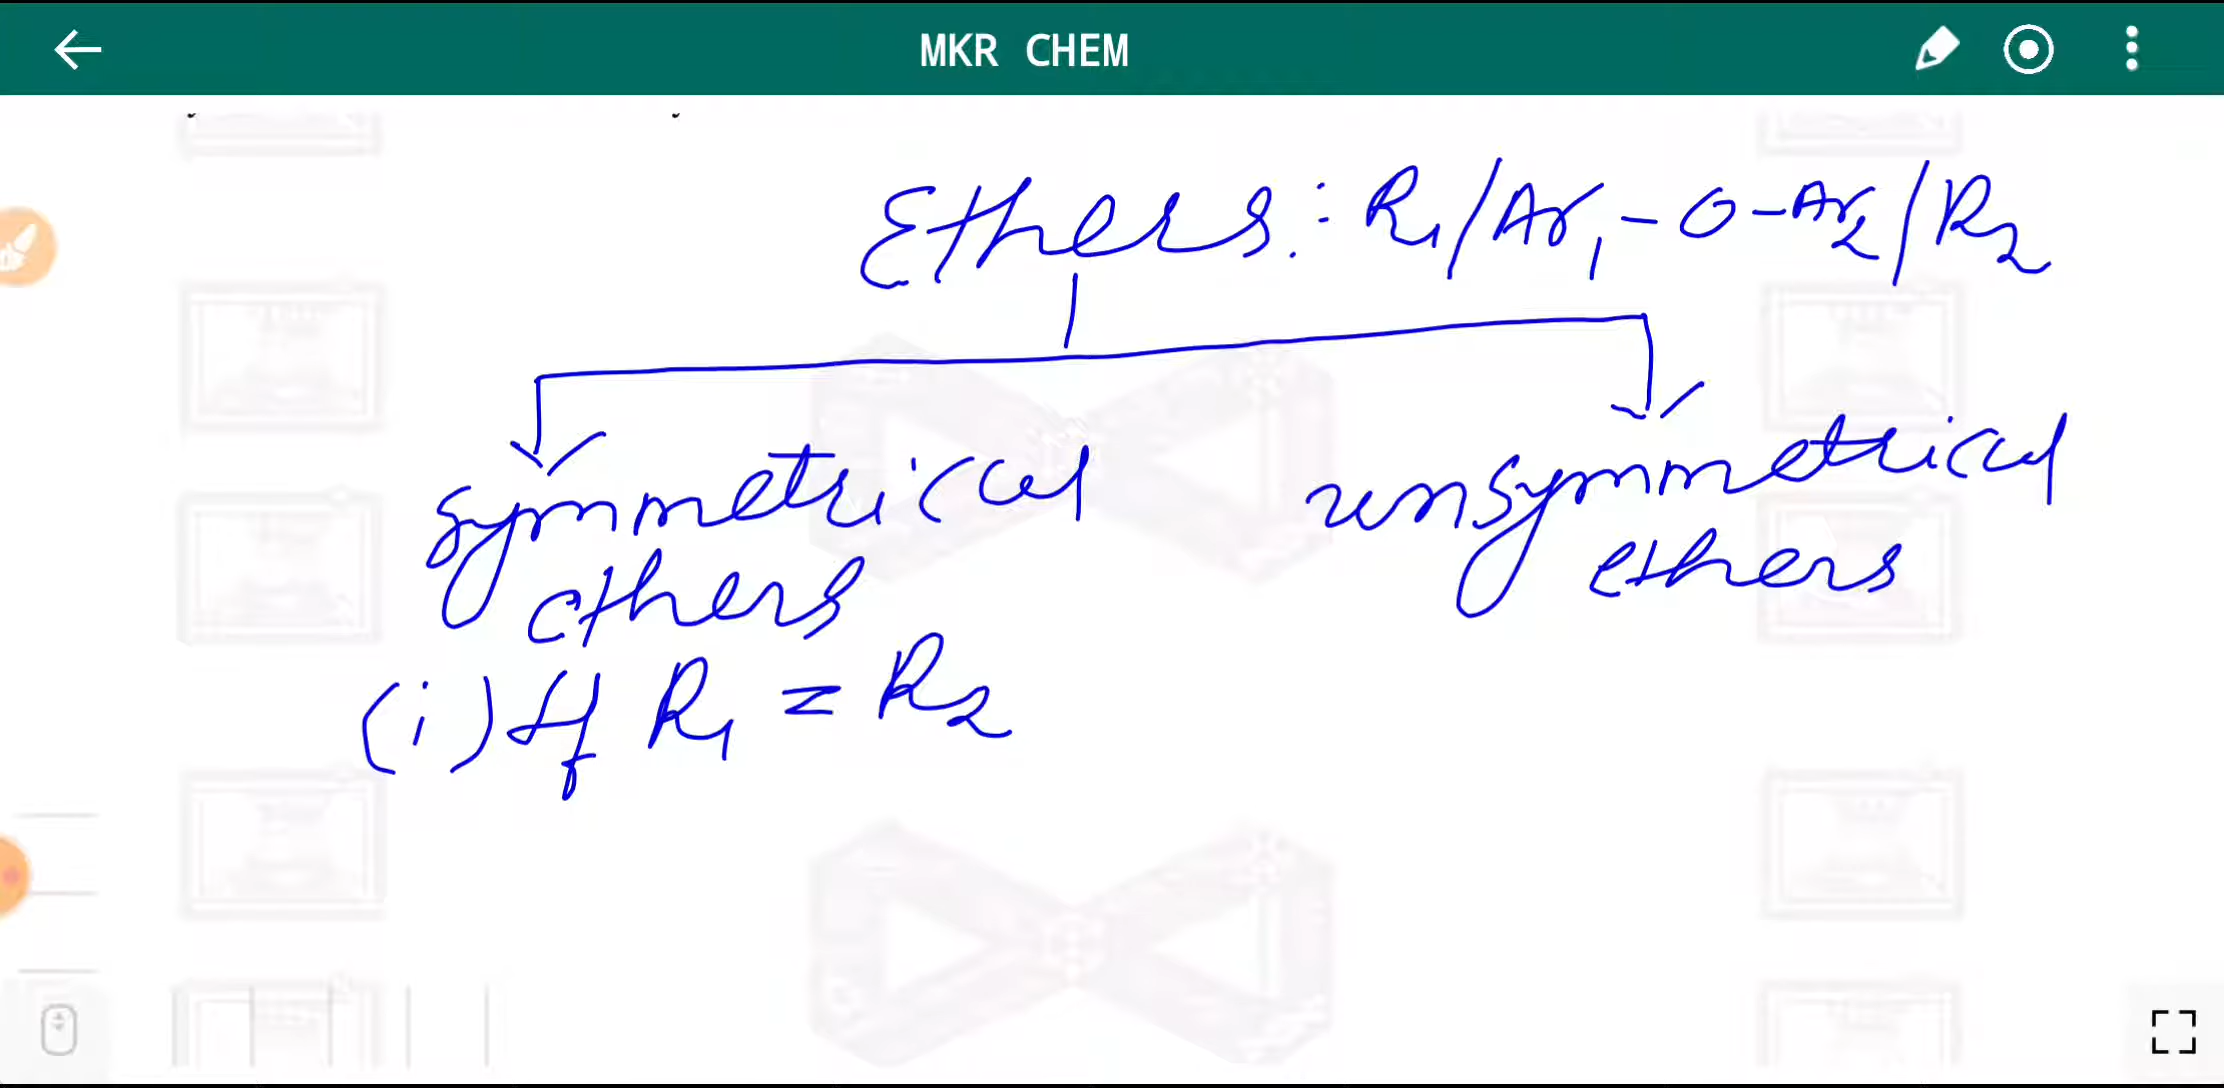 MKR CHEM
Ethers : R1/Ar1 - O - Ar2/R2
symmetrical ethers
unsymmetrical ethers
(i) If R1 = R2